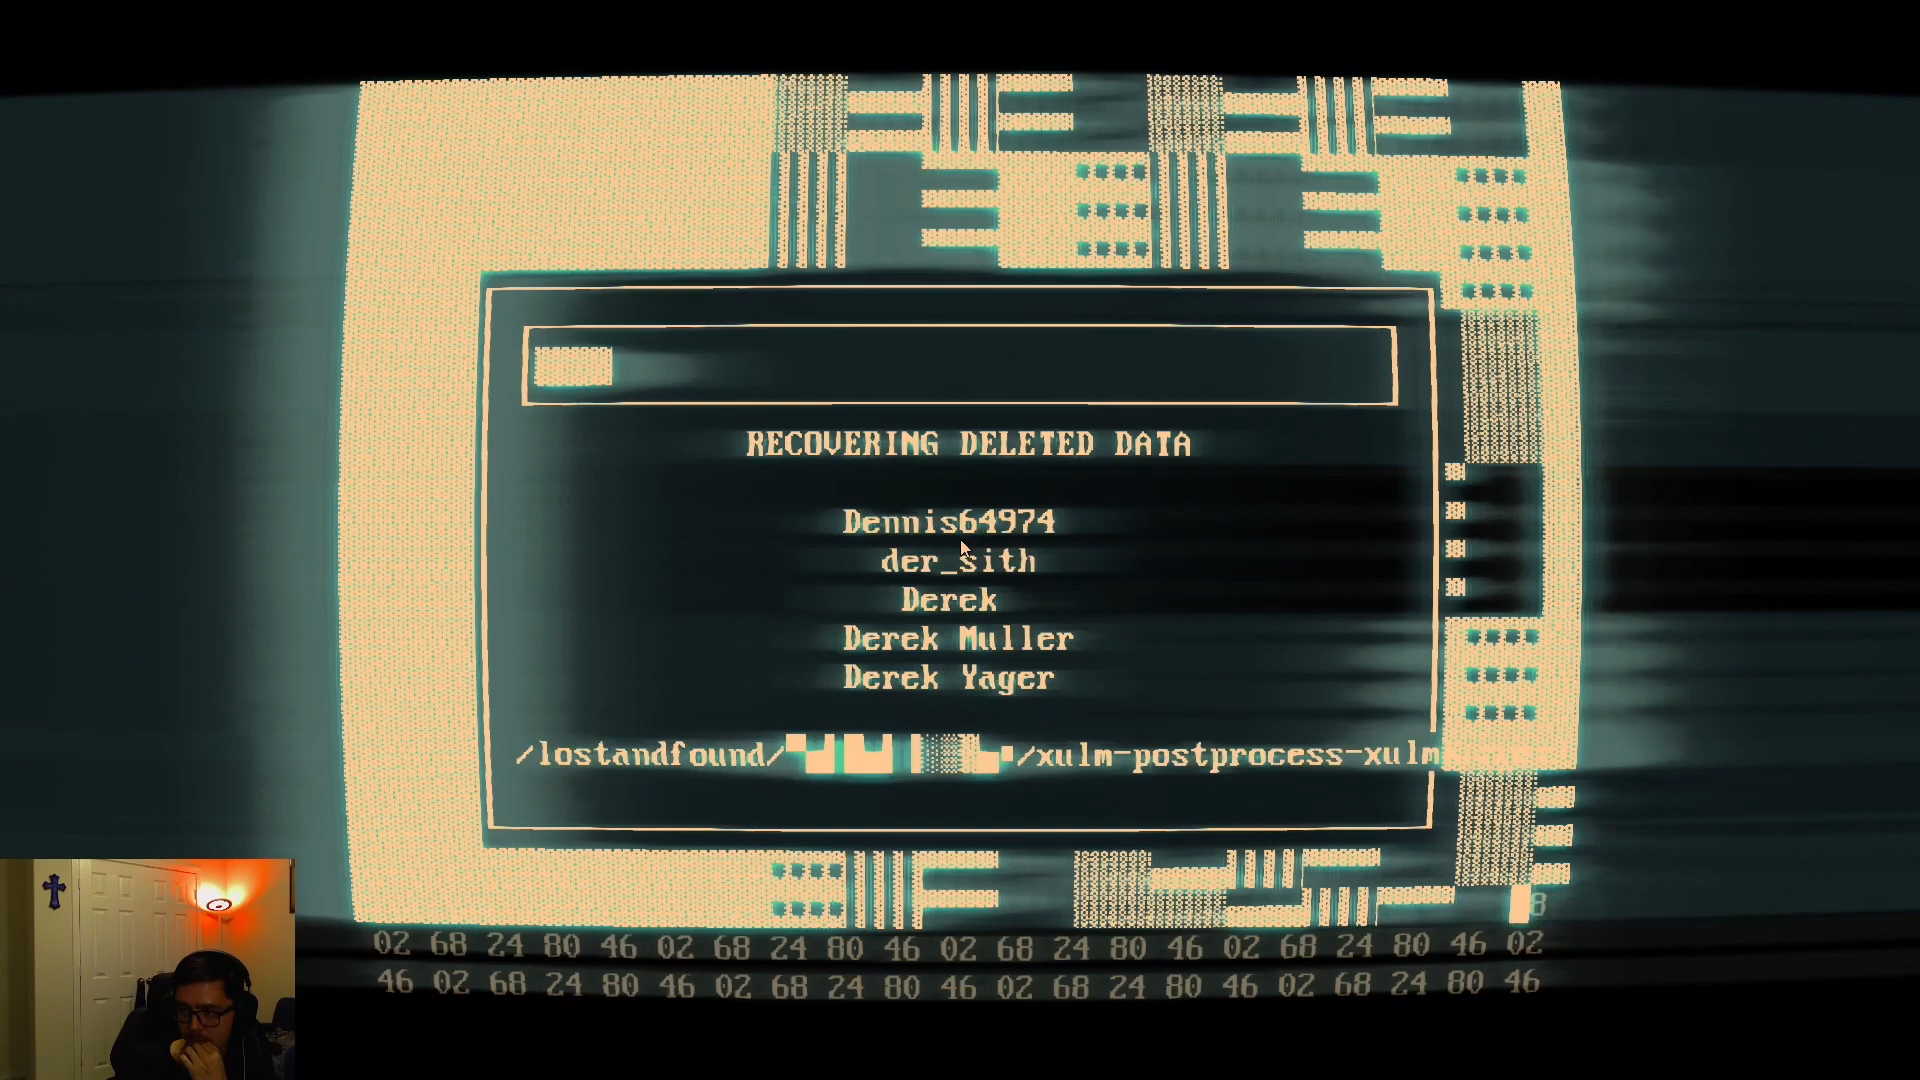 RECOVERING DELETED DATA
Dennis64974
der_sith
Derek
Derek Muller
Derek Yager
/lostandfound/
/xulm-postprocess-xulm
8
02 68 24 80 46 02 68 24 80 46 02 68 24 80 46 02 68 24 80 46 02
46 02 68 24 80 46 02 68 24 80 46 02 68 24 80 46 02 68 24 80 46